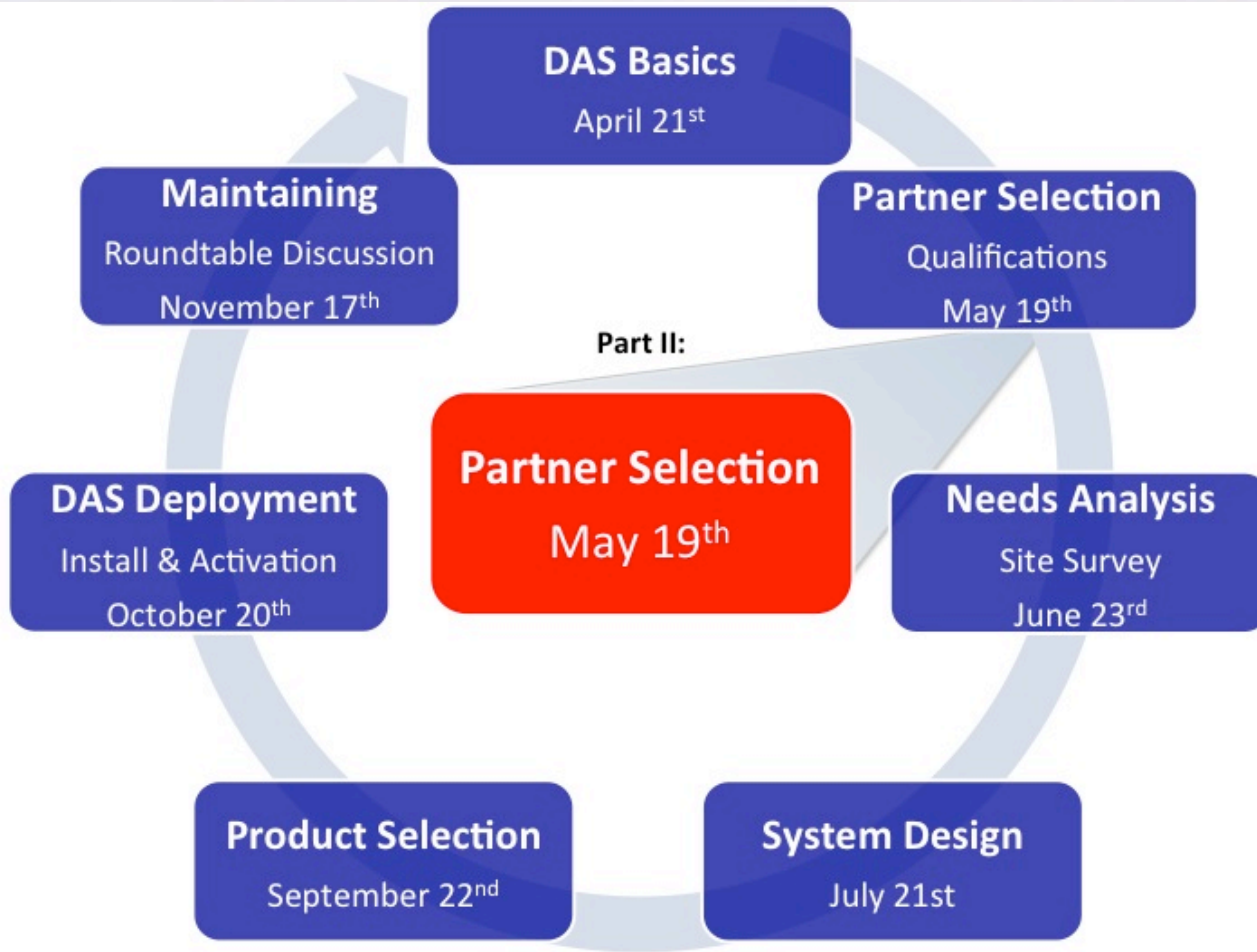 DAS Basics
April 21st
Partner Selection
Qualifications
May 19th
Needs Analysis
Site Survey
June 23rd
System Design
July 21st
Product Selection
September 22nd
DAS Deployment
Install & Activation
October 20th
Maintaining
Roundtable Discussion
November 17th
Part II:
Partner Selection
May 19th